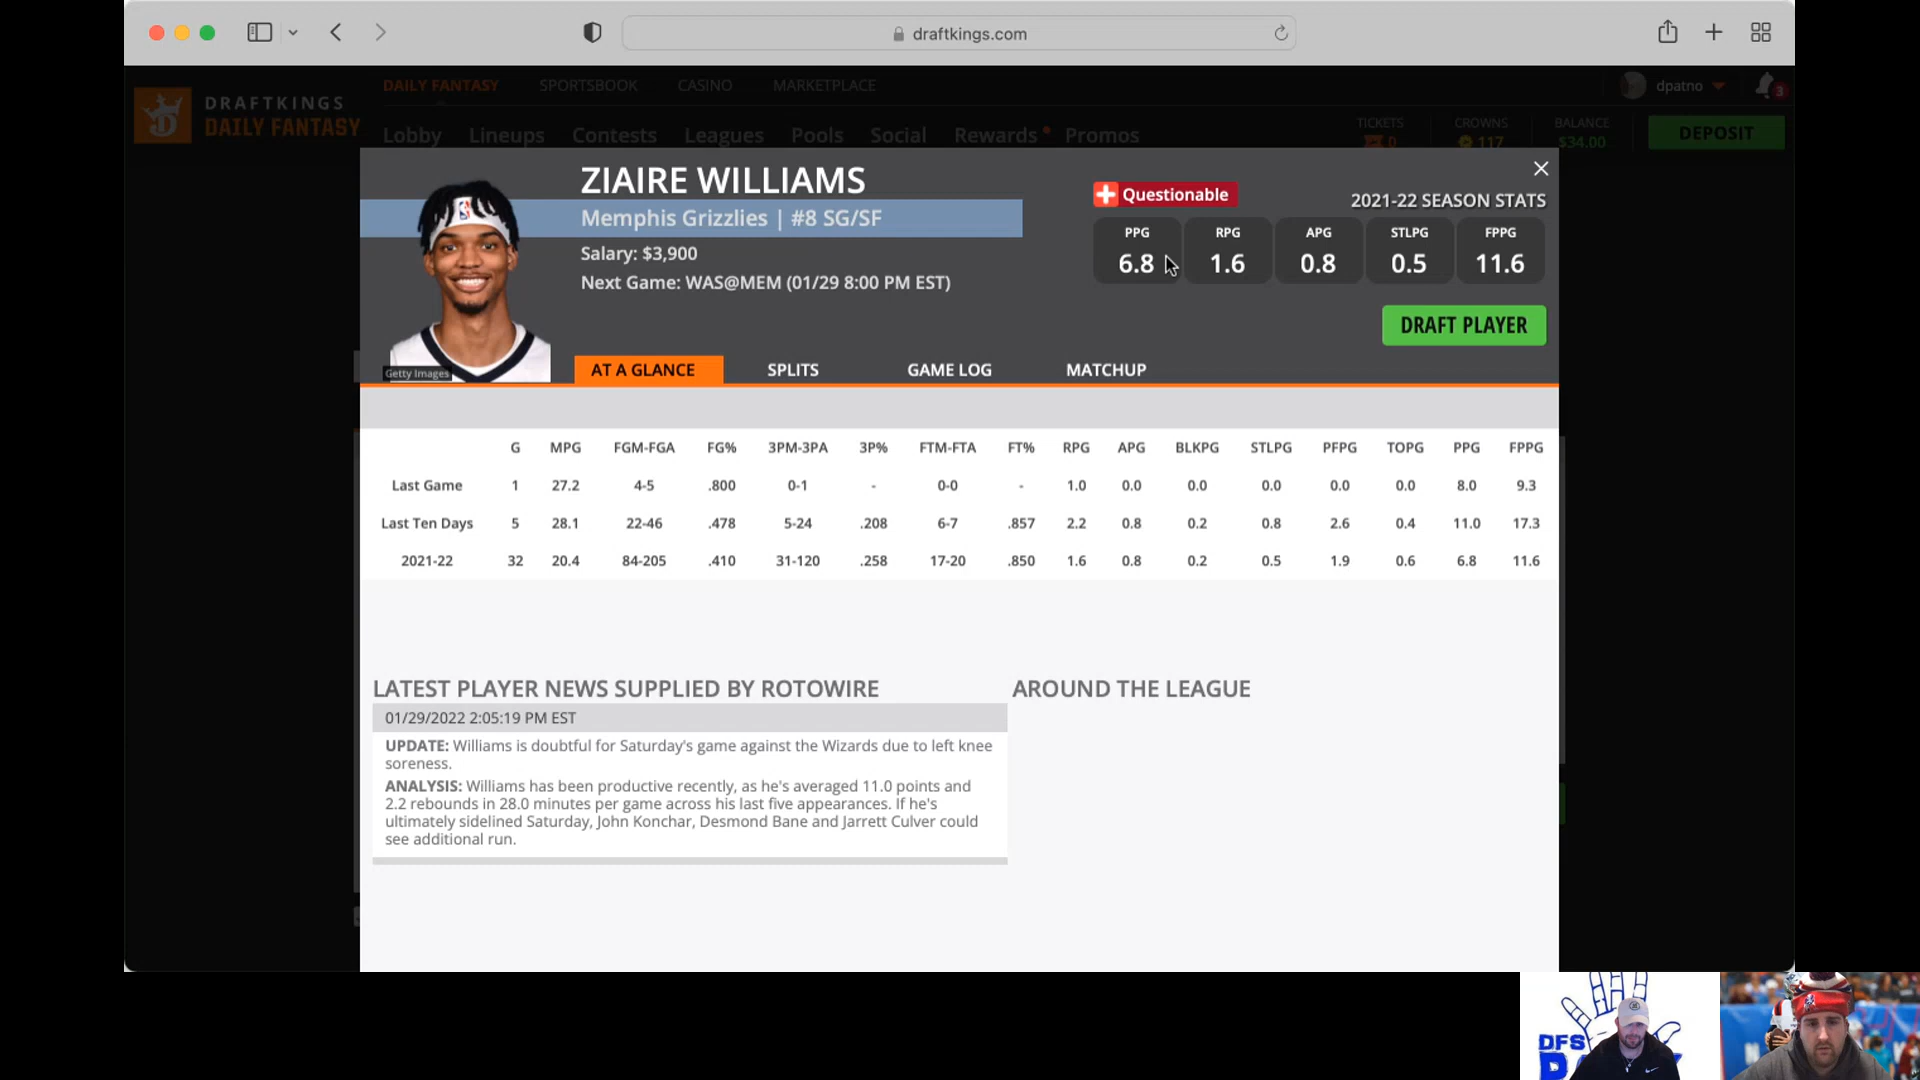 draftkings.com
DRAFTKINGS
DAILY FANTASY
DAILY FANTASY SPORTSBOOK CASINO MARKETPLACE
dpatno
3
Lobby Lineups Contests Leagues Pools Social Rewards Promos
TICKETS CROWNS BALANCE
0 117 $34.00
DEPOSIT
ZIAIRE WILLIAMS
Memphis Grizzlies | #8 SG/SF
Salary: $3,900
Next Game: WAS@MEM (01/29 8:00 PM EST)
Questionable
2021-22 SEASON STATS
PPG RPG APG STLPG FPPG
6.8 1.6 0.8 0.5 11.6
DRAFT PLAYER
Getty Images
AT A GLANCE SPLITS GAME LOG MATCHUP
G MPG FGM-FGA FG% 3PM-3PA 3P% FTM-FTA FT% RPG APG BLKPG STLPG PFPG TOPG PPG FPPG
Last Game 1 27.2 4-5 .800 0-1 - 0-0 - 1.0 0.0 0.0 0.0 0.0 0.0 8.0 9.3
Last Ten Days 5 28.1 22-46 .478 5-24 .208 6-7 .857 2.2 0.8 0.2 0.8 2.6 0.4 11.0 17.3
2021-22 32 20.4 84-205 .410 31-120 .258 17-20 .850 1.6 0.8 0.2 0.5 1.9 0.6 6.8 11.6
LATEST PLAYER NEWS SUPPLIED BY ROTOWIRE
AROUND THE LEAGUE
01/29/2022 2:05:19 PM EST
UPDATE: Williams is doubtful for Saturday's game against the Wizards due to left knee
soreness.
ANALYSIS: Williams has been productive recently, as he's averaged 11.0 points and
2.2 rebounds in 28.0 minutes per game across his last five appearances. If he's
ultimately sidelined Saturday, John Konchar, Desmond Bane and Jarrett Culver could
see additional run.
DFS